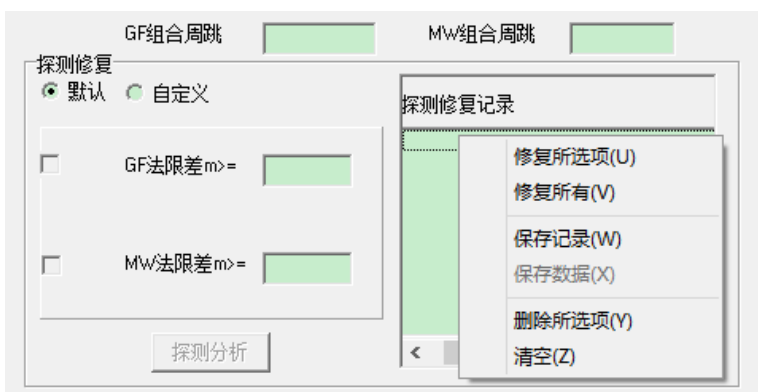 GF组合周跳 MW组合周跳
探测修复
默认 自定义
探测修复记录
GF法限差m>=
MW法限差m>=
探测分析
修复所选项(U)
修复所有(V)
保存记录(W)
保存数据(X)
删除所选项(Y)
清空(Z)